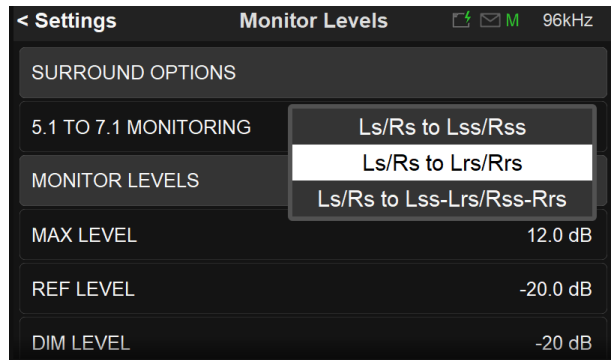 < Settings Monitor Levels M 96kHz
SURROUND OPTIONS
5.1 TO 7.1 MONITORING
Ls/Rs to Lss/Rss
Ls/Rs to Lrs/Rrs
Ls/Rs to Lss-Lrs/Rss-Rrs
MONITOR LEVELS
MAX LEVEL 12.0 dB
REF LEVEL -20.0 dB
DIM LEVEL -20 dB